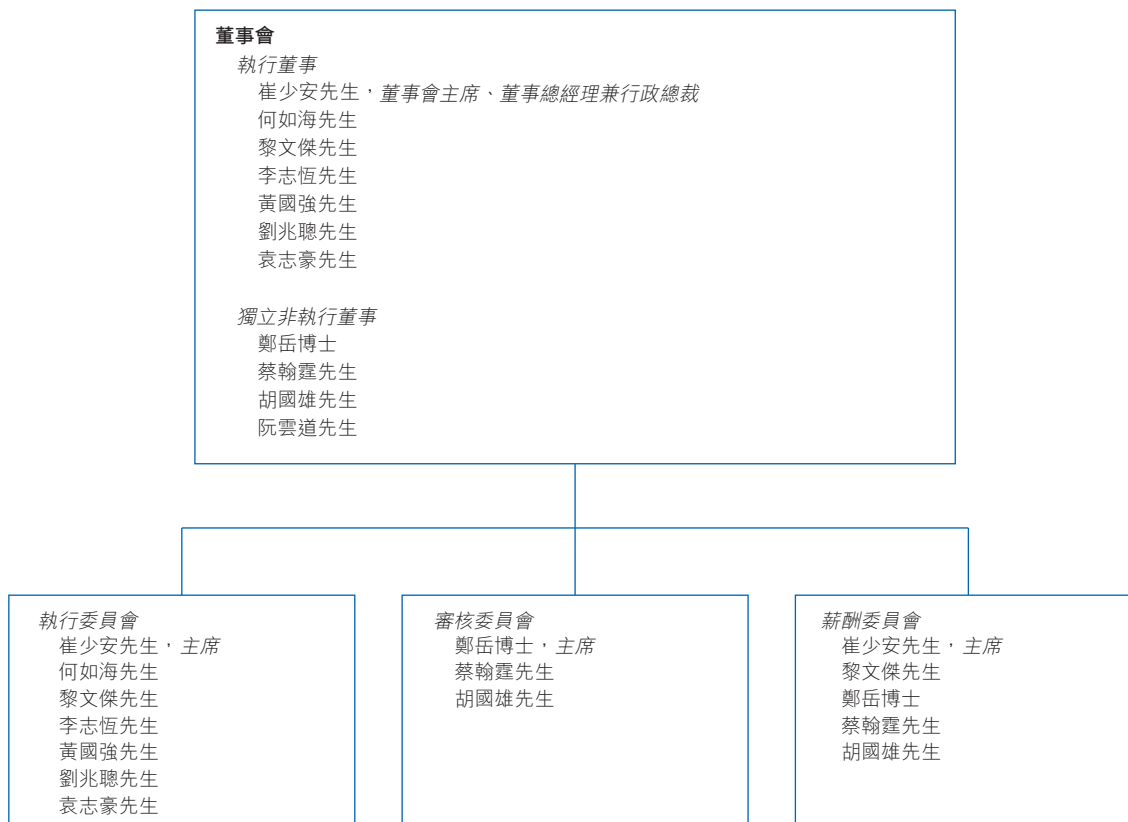 董事會
執行董事
崔少安先生，董事會主席、董事總經理兼行政總裁
何如海先生
黎文傑先生
李志恆先生
黃國強先生
劉兆聰先生
袁志豪先生
獨立非執行董事
鄭岳博士
蔡翰霆先生
胡國雄先生
阮雲道先生
執行委員會
崔少安先生，主席
何如海先生
黎文傑先生
李志恆先生
黃國強先生
劉兆聰先生
袁志豪先生
審核委員會
鄭岳博士，主席
蔡翰霆先生
胡國雄先生
薪酬委員會
崔少安先生，主席
黎文傑先生
鄭岳博士
蔡翰霆先生
胡國雄先生